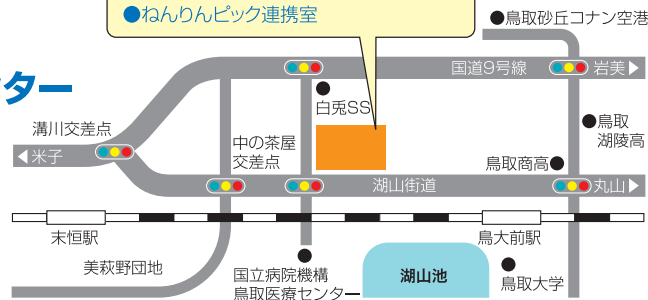 ●ねんりんピック連携室
●鳥取砂丘コナン空港
国道9号線
岩美▶
ンター
白兎SS
溝川交差点
◀米子
中の茶屋
交差点
●鳥取
湖陵高
鳥取商高●
湖山街道
丸山▶
末恒駅
鳥大前駅
美萩野団地
国立病院機構
鳥取医療センター
湖山池
鳥取大学